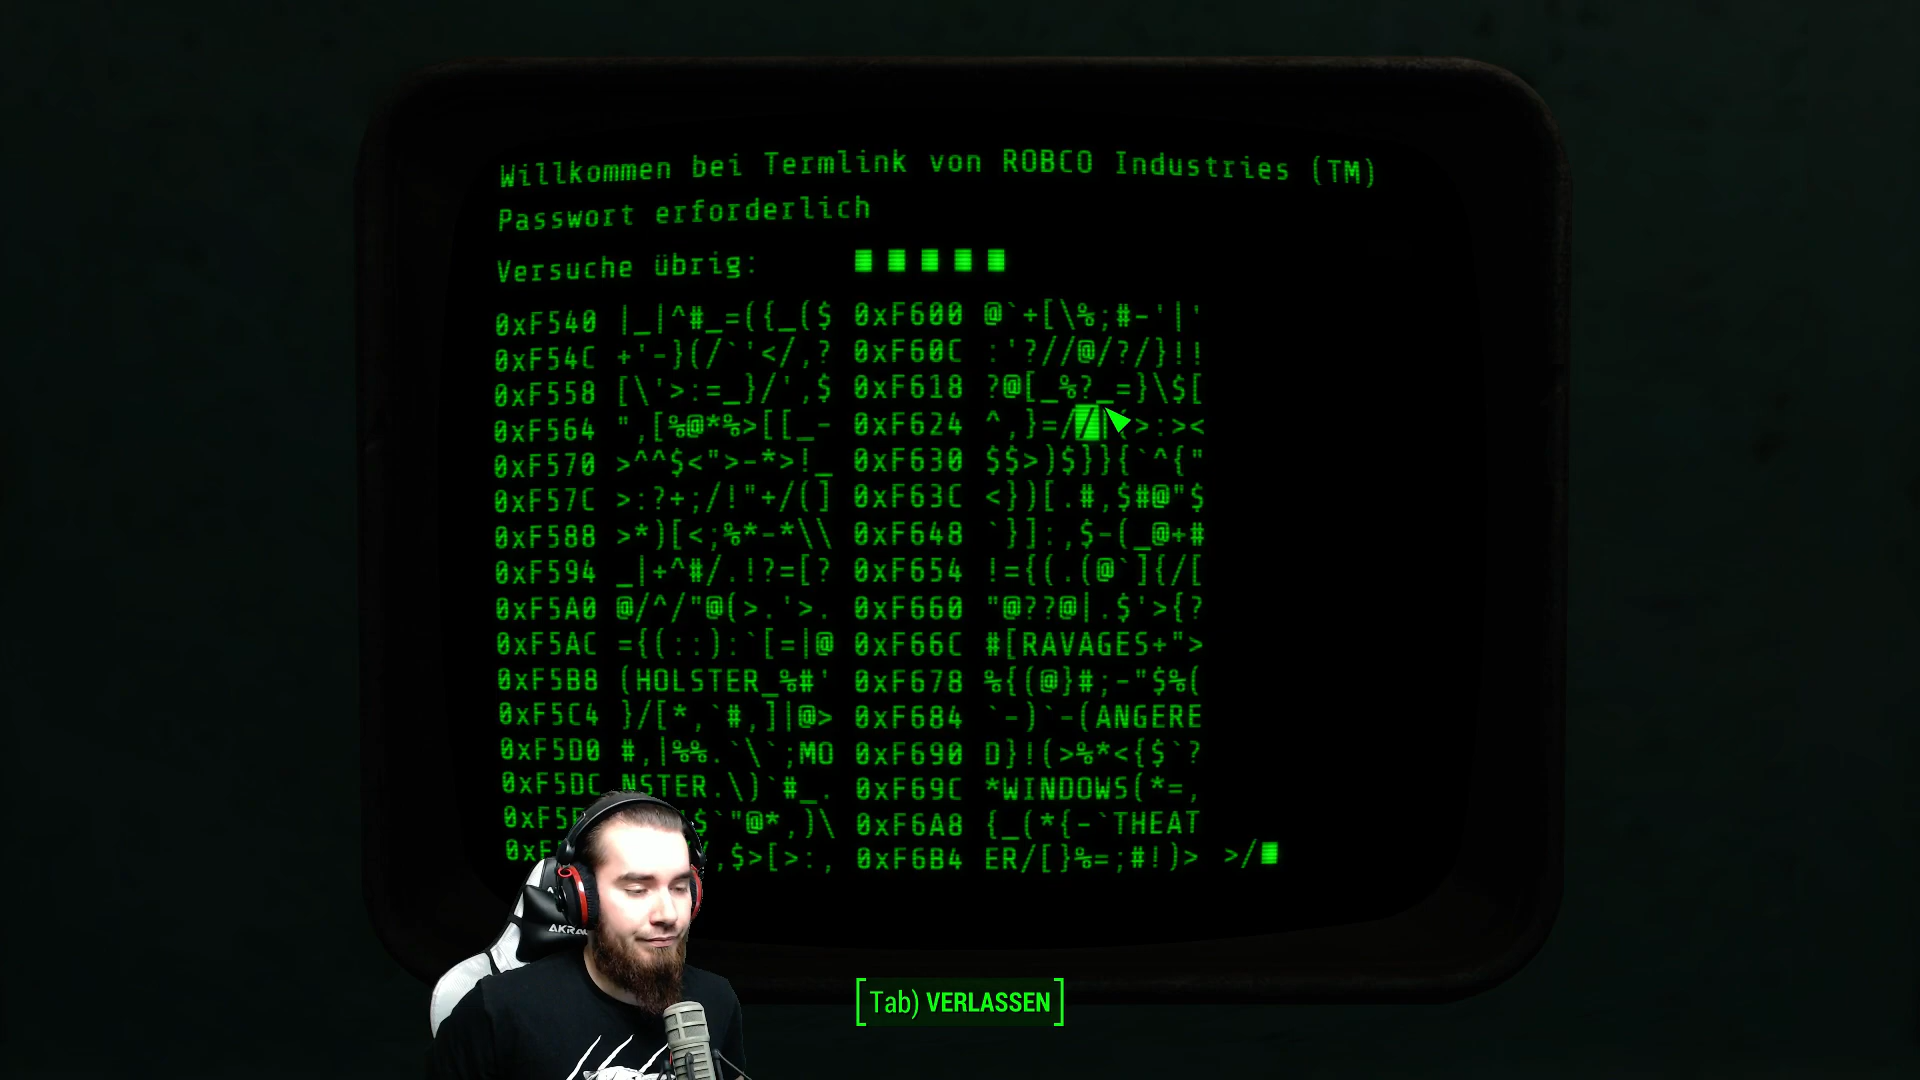 Willkommen bei Termlink von ROBCO Industries (TM)
Passwort erforderlich
Versuche übrig:
0xF540 |_|^#_=({_($ 0xF600 @`+[\%;#-'|'
0xF54C +'-}(/`'</,? 0xF60C :'?//@/?/}!!
0xF558 [\'>:=_}/',$ 0xF618 ?@[_%?_=}\$[
0xF564 ",[%@*%>[[_- 0xF624 ^,}=//|(>:><
0xF570 >^^$<">-*>!_ 0xF630 $$>)$}}{`^{"
0xF57C >:?+;/!"+/(] 0xF63C <})[.#,$#@"$
0xF588 >*)[<;%*-*\\ 0xF648 `}]:,$-(_@+#
0xF594 _|+^#/.!?=[? 0xF654 !={(.(@`]{/[
0xF5A0 @/^/"@(>.'>. 0xF660 "@??@|.$'>{?
0xF5AC ={(::):`[=|@ 0xF66C #[RAVAGES+">
0xF5B8 (HOLSTER_%#' 0xF678 %{(@}#;-"$%(
0xF5C4 }/[*,`#,]|@> 0xF684 `-)`-(ANGERE
0xF5D0 #,|%%.`\`;MO 0xF690 D}!(>%*<{$`?
0xF5DC NSTER.\)`#_. 0xF69C *WINDOWS(*=,
$`"@*,)\ 0xF6A8 {_(*{-`THEAT
,$>[>:, 0xF6B4 ER/[}%=;#!)> >/
[Tab) VERLASSEN]